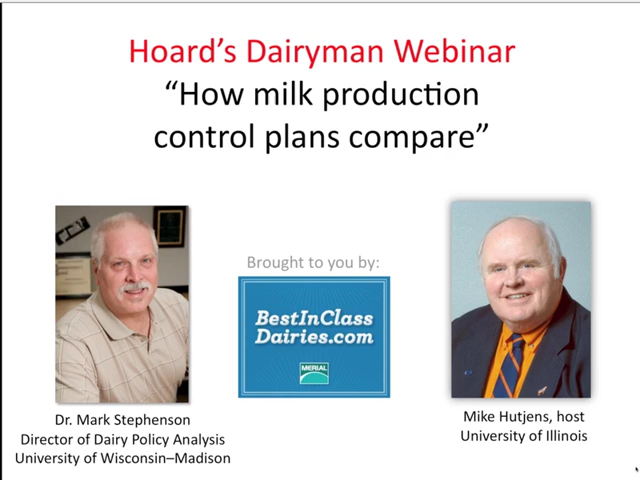 Hoard’s Dairyman Webinar
“How milk production
control plans compare”
Brought to you by:
BestInClass
Dairies.com
MERIAL
Dr. Mark Stephenson
Director of Dairy Policy Analysis
University of Wisconsin–Madison
Mike Hutjens, host
University of Illinois